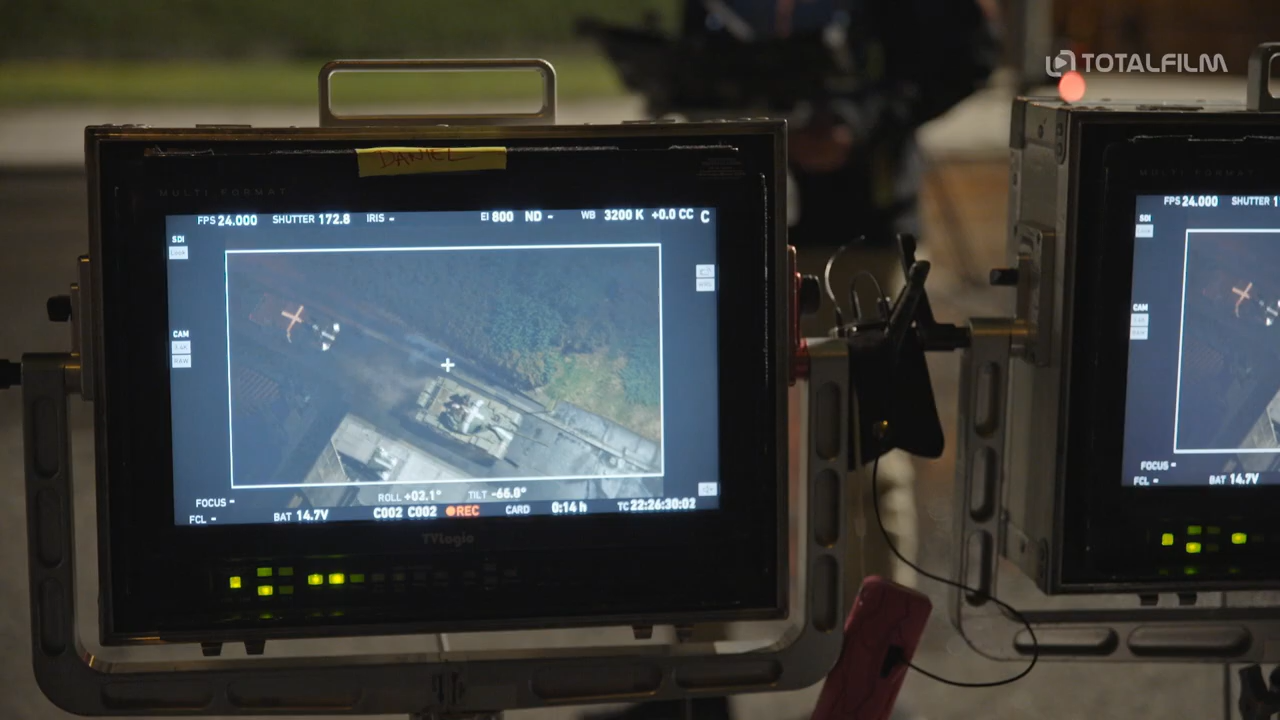 TOTALFILM
DANIEL
MULTI FORMAT
FPS 24.000 SHUTTER 172.8 IRIS - EI 800 ND - WB 3200 K +0.0 CC C
SDI
CAM
RAW
FOCUS -
ROLL +02.1° TILT -65.0°
FCL - BAT 14.7V C002 C002 REC CARD 0:14 h TC 22:26:30:02
TVLogic
MULTI FORMAT
FPS 24.000 SHUTTER 1
SDI
CAM
FOCUS -
FCL - BAT 14.7V